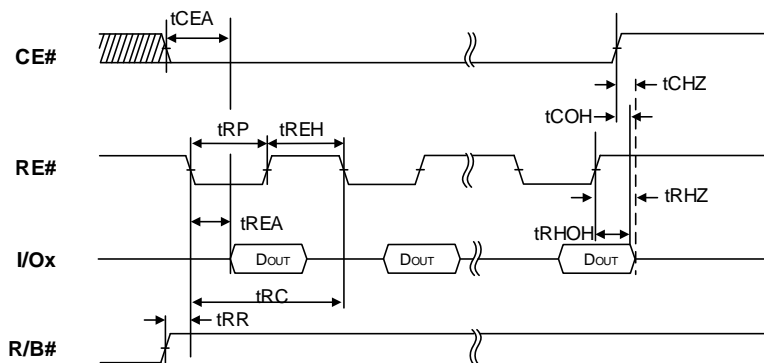 tCEA
CE#
tCHZ
tCOH
tRP
tREH
RE#
tRHZ
tREA
tRHOH
I/Ox
DOUT
DOUT
DOUT
tRC
tRR
R/B#